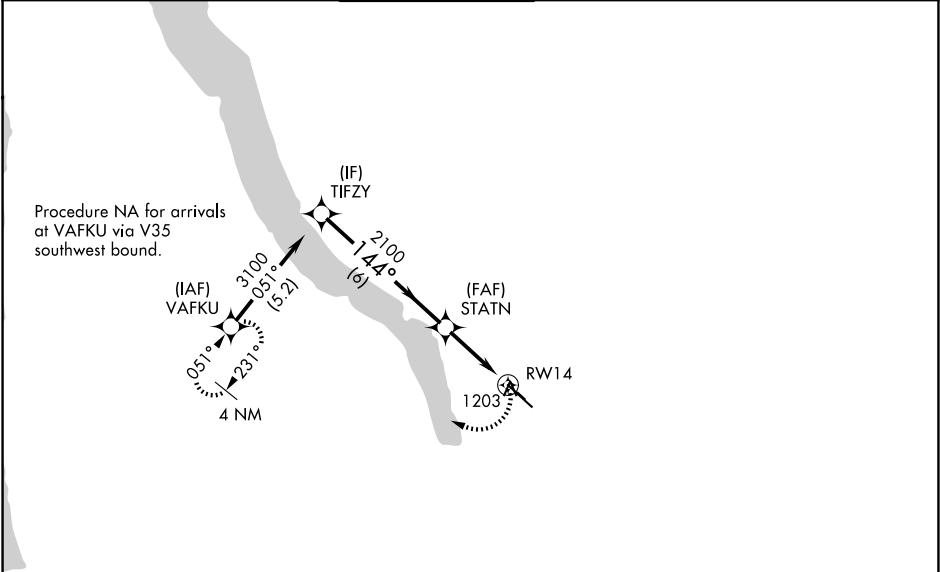 (IF)
TIFZY
Procedure NA for arrivals
at VAFKU via V35
southwest bound.
2100
144°
(6)
3100
051°
(5.2)
(IAF)
VAFKU
(FAF)
STATN
051°
231°
4 NM
RW14
1203